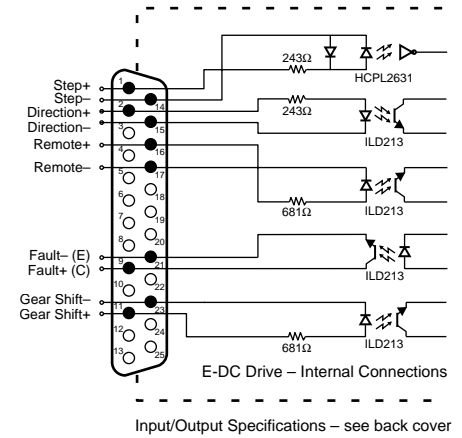 243Ω
HCPL2631
Step+
Step–
Direction+
Direction–
Remote+
Remote–
Fault– (E)
Fault+ (C)
Gear Shift–
Gear Shift+
1
2
3
4
5
6
7
8
9
10
11
12
13
14
15
16
17
18
19
20
21
22
23
24
25
243Ω
ILD213
681Ω
ILD213
ILD213
681Ω
ILD213
E-DC Drive – Internal Connections
Input/Output Specifications – see back cover